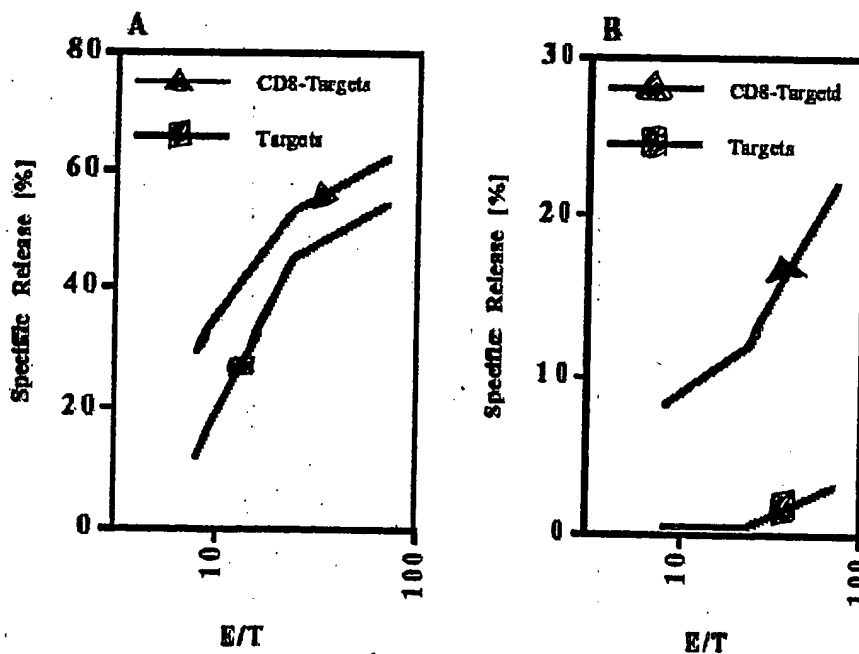 A
80
60
40
20
0
CD8-Targets
Targets
Specific Release [%]
10
100
E/T
B
30
20
10
0
CD8-Targetd
Targets
Specific Release [%]
10
100
E/T